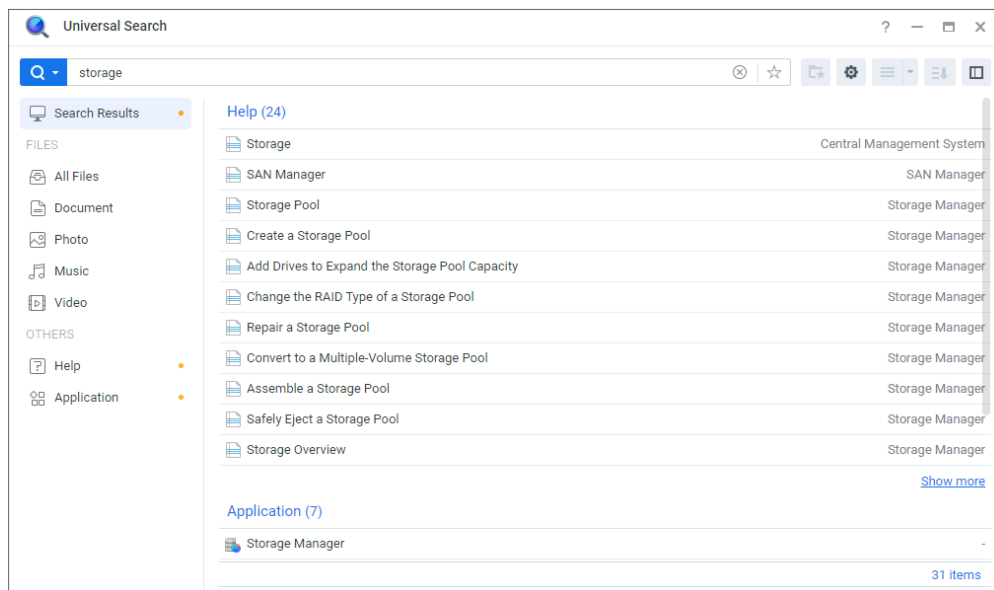 Universal Search
storage
Search Results
FILES
All Files
Document
Photo
Music
Video
OTHERS
Help
Application
Help (24)
Storage Central Management System
SAN Manager SAN Manager
Storage Pool Storage Manager
Create a Storage Pool Storage Manager
Add Drives to Expand the Storage Pool Capacity Storage Manager
Change the RAID Type of a Storage Pool Storage Manager
Repair a Storage Pool Storage Manager
Convert to a Multiple-Volume Storage Pool Storage Manager
Assemble a Storage Pool Storage Manager
Safely Eject a Storage Pool Storage Manager
Storage Overview Storage Manager
Show more
Application (7)
Storage Manager -
31 items